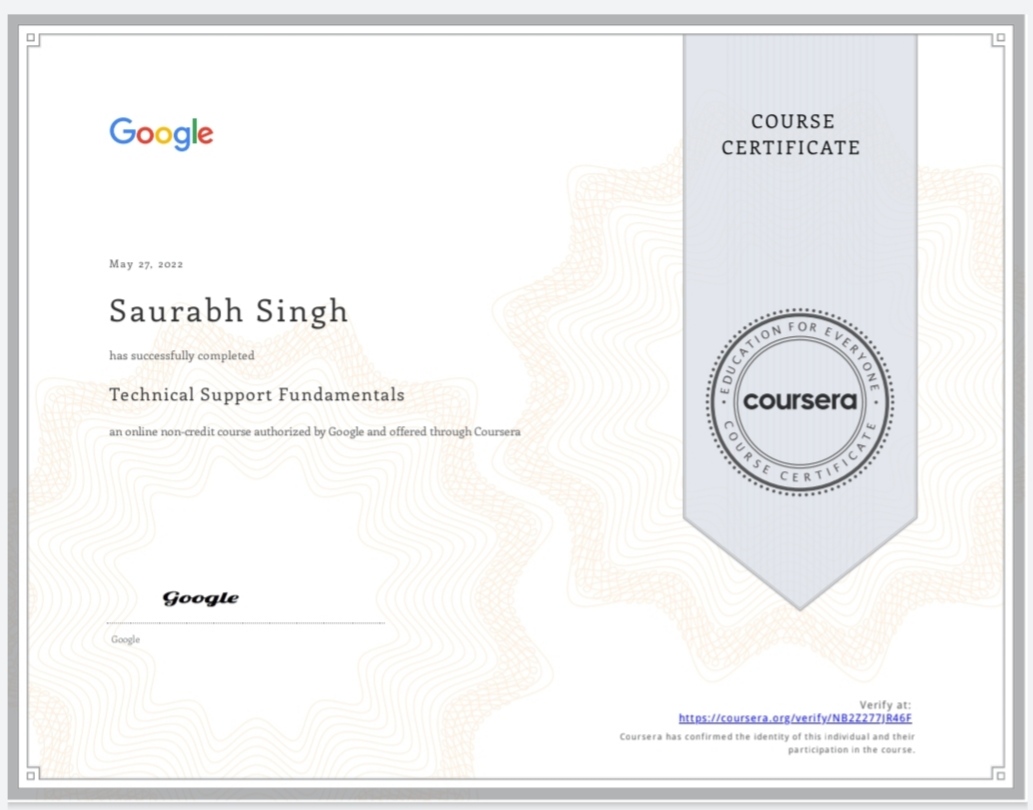 Google
COURSE
CERTIFICATE
May 27, 2022
Saurabh Singh
has successfully completed
Technical Support Fundamentals
an online non-credit course authorized by Google and offered through Coursera
EDUCATION FOR EVERYONE
coursera
COURSE CERTIFICATE
Google
Google
Verify at:
https://coursera.org/verify/NB2Z277JR46F
Coursera has confirmed the identity of this individual and their
participation in the course.